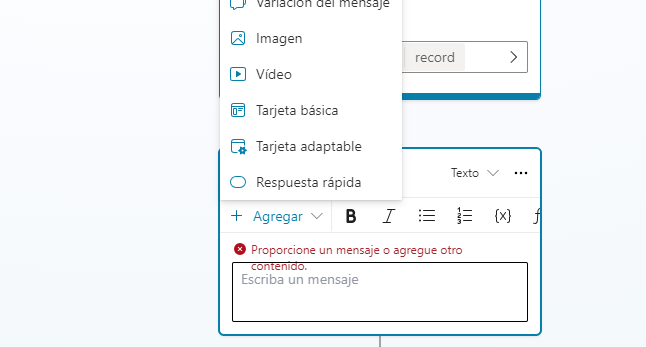 Variación del mensaje
Imagen
record
Vídeo
Tarjeta básica
Tarjeta adaptable
Texto
Respuesta rápida
Agregar
B
I
{x}
Proporcione un mensaje o agregue otro
contenido.
Escriba un mensaje